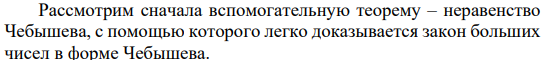 Рассмотрим сначала вспомогательную теорему – неравенство
Чебышева, с помощью которого легко доказывается закон больших
чисел в форме Чебышева.